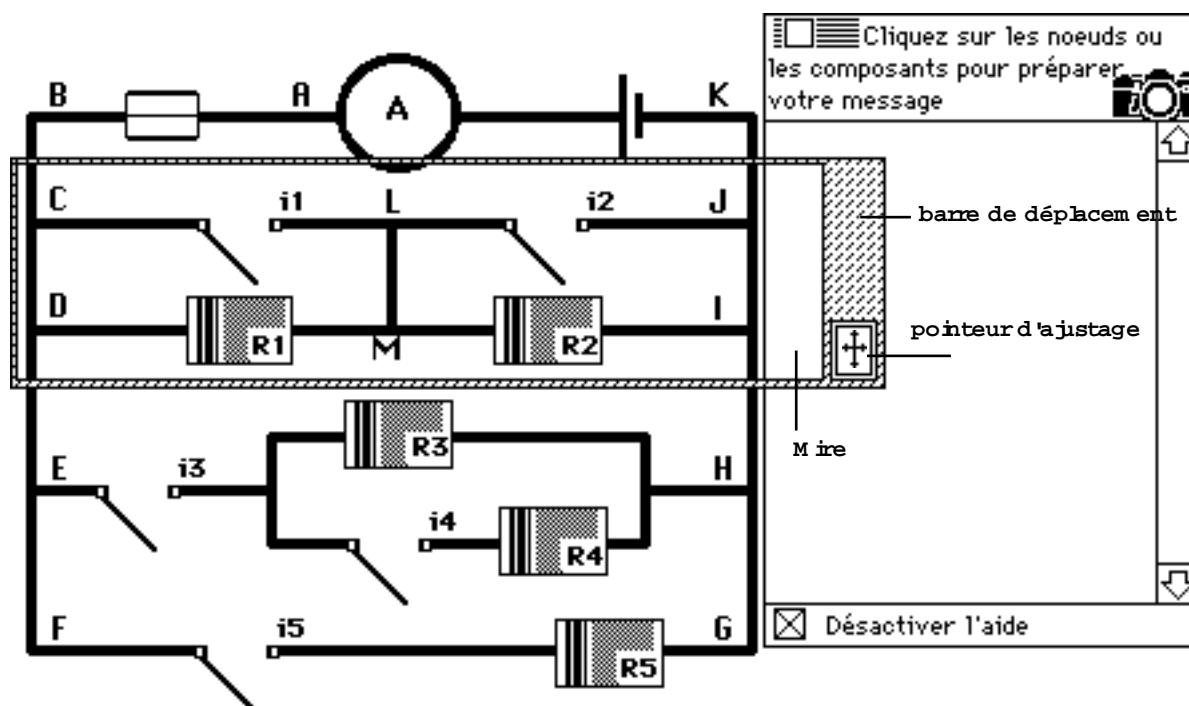 Cliquez sur les noeuds ou
les composants pour préparer
votre message
B A A K
C i1 L i2 J
barre de déplacement
D R1 M R2 I
pointeur d'ajustage
Mire
R3
E i3 H
i4
R4
F i5 G
R5
Désactiver l'aide